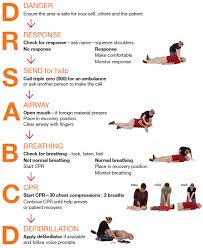 D
DANGER
Ensure the area is safe for yourself, others and the patient
R
RESPONSE
Check for response – ask name – squeeze shoulders
No response
Response
Make comfortable
Monitor response
S
SEND for help
Call triple zero (000) for an ambulance
or ask another person to make the call
A
AIRWAY
Open mouth – if foreign material present
Place in recovery position
Clear airway with fingers
B
BREATHING
Check for breathing – look, listen, feel
Not normal breathing
Start CPR
Normal breathing
Place in recovery position
Monitor breathing
C
CPR
Start CPR – 30 chest compressions : 2 breaths
Continue CPR until help arrives
or patient recovers
D
DEFIBRILLATION
Apply defibrillator if available
and follow voice prompts